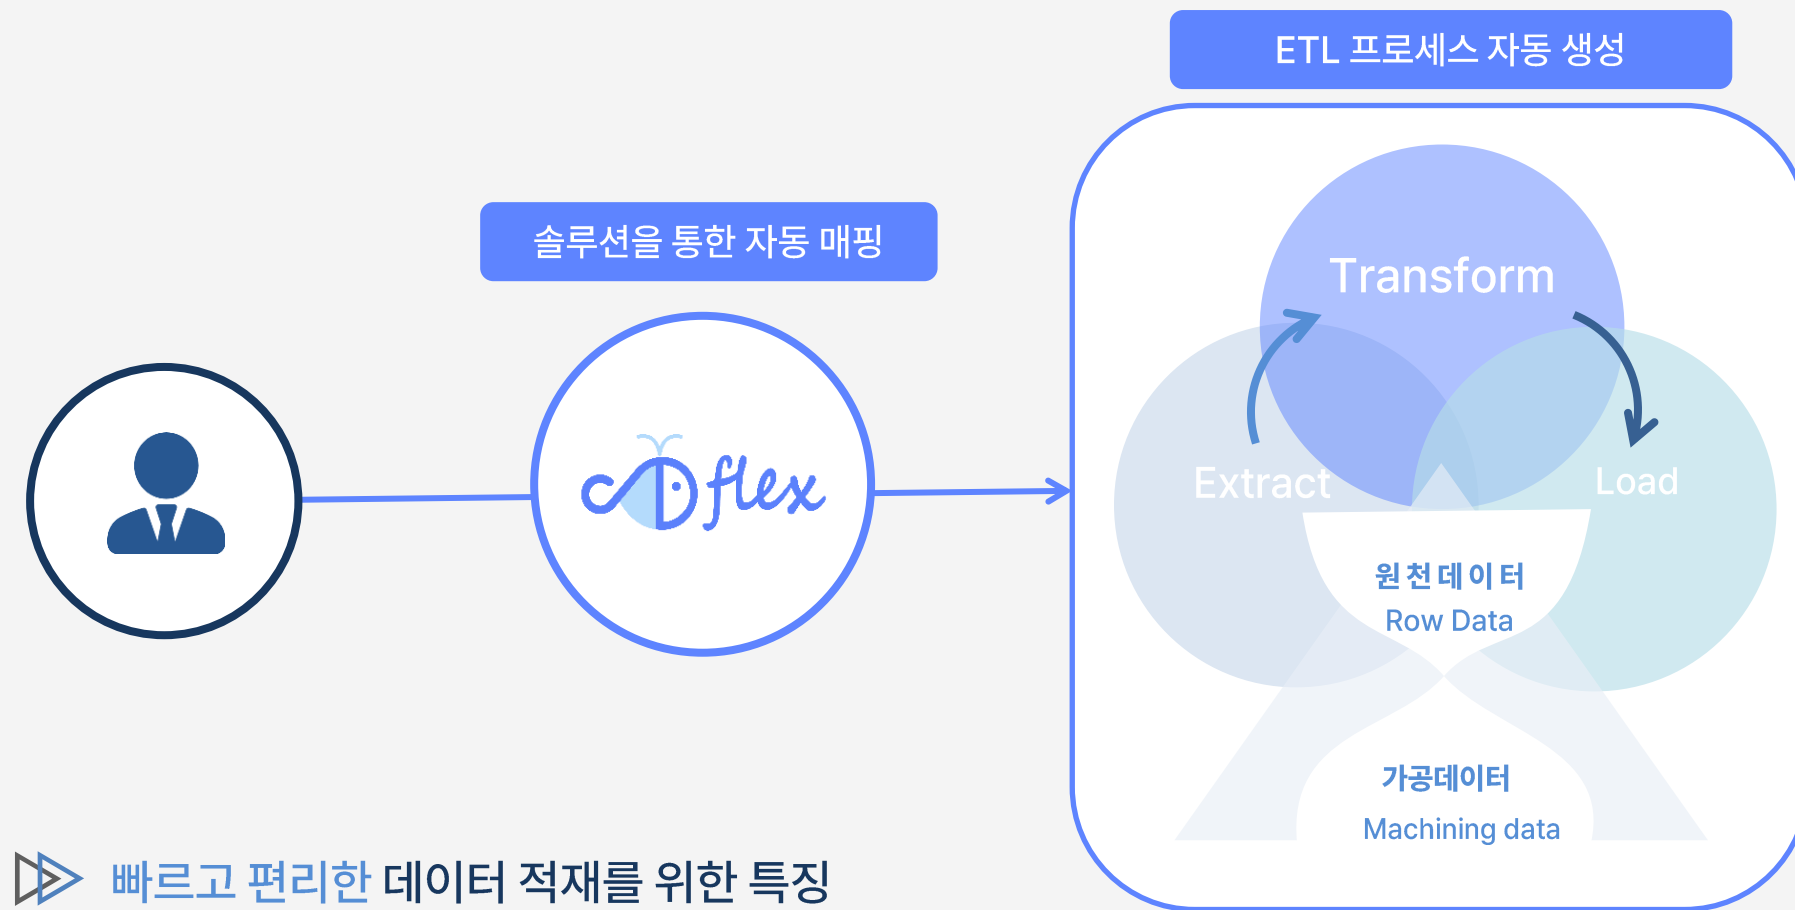 ETL 프로세스 자동 생성
솔루션을 통한 자동 매핑
flex
Transform
Extract
Load
원천데이터
Row Data
가공데이터
Machining data
빠르고 편리한 데이터 적재를 위한 특징